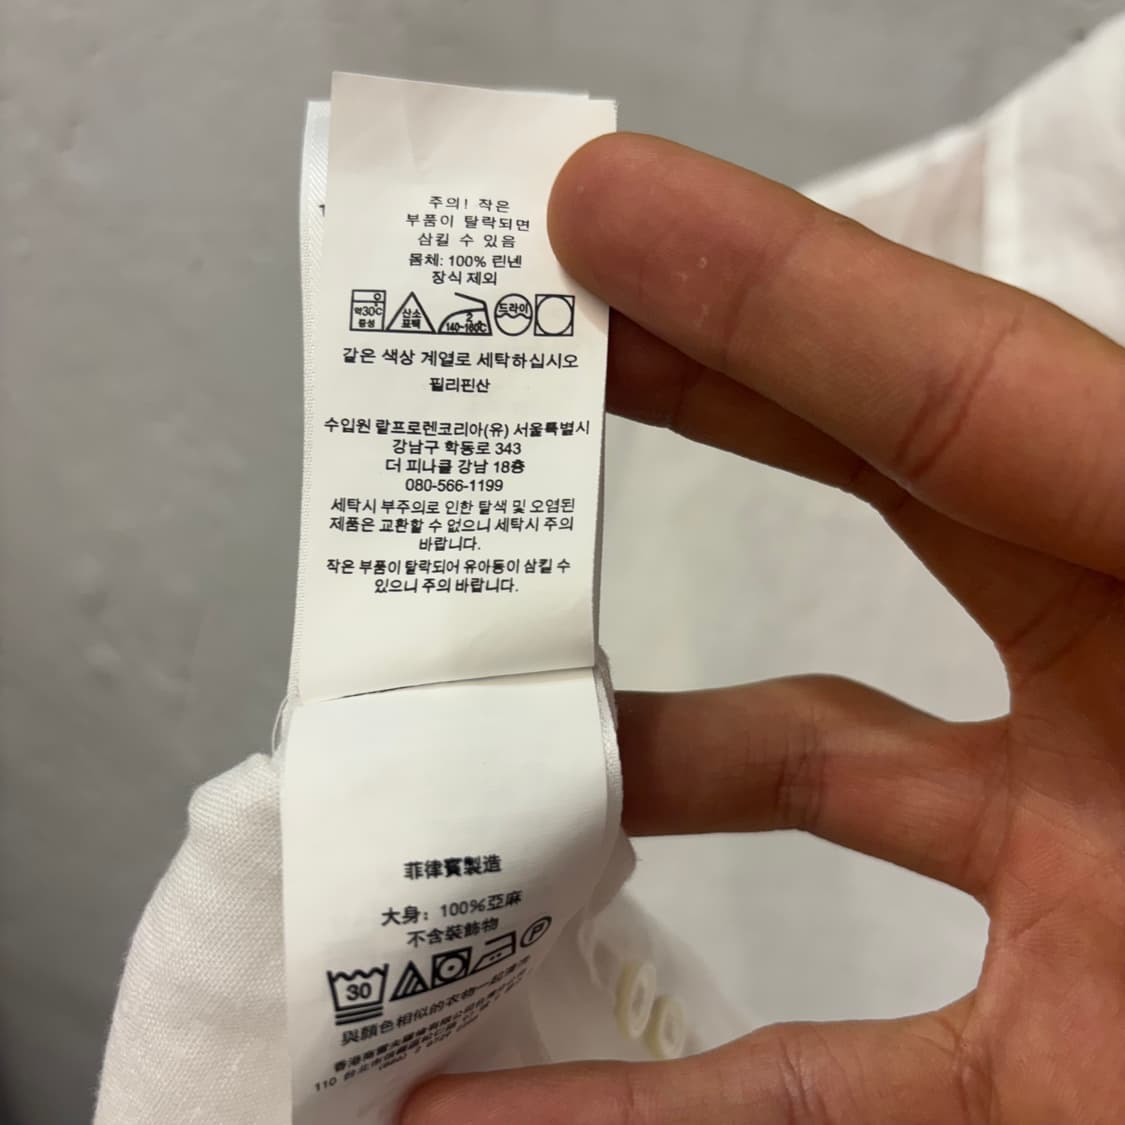 주의! 작은
부품이 탈락되면
삼킬 수 있음
몸체: 100% 린넨
장식 제외
약30℃
중성
산소
표백
2
140~160℃
드라이
같은 색상 계열로 세탁하십시오
필리핀산
수입원 랄프로렌코리아(유) 서울특별시
강남구 학동로 343
더 피나클 강남 18층
080-566-1199
세탁시 부주의로 인한 탈색 및 오염된
제품은 교환할 수 없으니 세탁시 주의
바랍니다.
작은 부품이 탈락되어 유아동이 삼킬 수
있으니 주의 바랍니다.
菲律賓製造
大身: 100%亞麻
不含裝飾物
30
P
與顏色相似的衣物一起清洗
110 台北市信義區